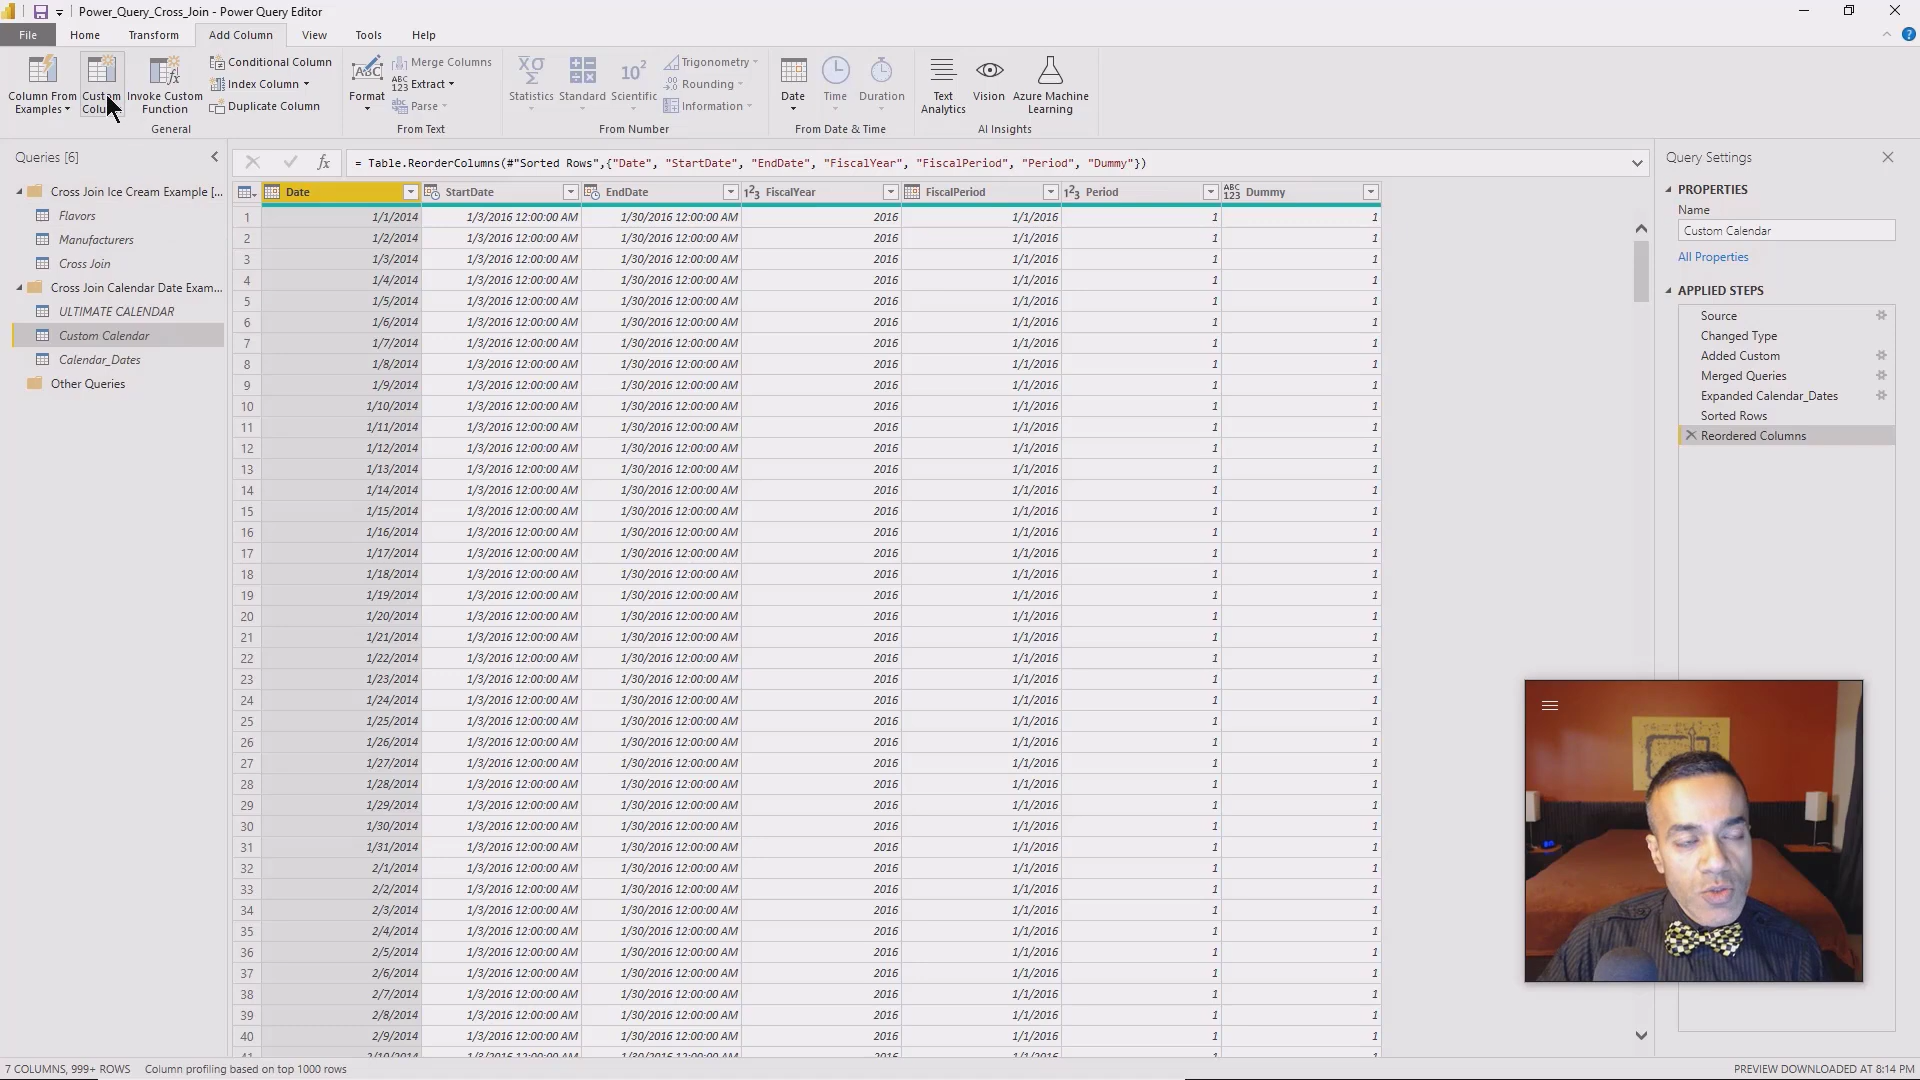 Power_Query_Cross_Join - Power Query Editor
File Home Transform Add Column View Tools Help
Column From Examples
Custom
Invoke Custom Function
Conditional Column
Index Column
Duplicate Column
General
Format
Merge Columns
Extract
Parse
From Text
Statistics
Standard
Scientific
Trigonometry
Rounding
Information
From Number
Date
Time
Duration
From Date & Time
Text Analytics
Vision
Azure Machine Learning
AI Insights
Queries [6]
Cross Join Ice Cream Example [...
Flavors
Manufacturers
Cross Join
Cross Join Calendar Date Exam...
ULTIMATE CALENDAR
Custom Calendar
Calendar_Dates
Other Queries
= Table.ReorderColumns(#"Sorted Rows",{"Date", "StartDate", "EndDate", "FiscalYear", "FiscalPeriod", "Period", "Dummy"})
Date StartDate EndDate FiscalYear FiscalPeriod Period Dummy
1 1/1/2014 1/3/2016 12:00:00 AM 1/30/2016 12:00:00 AM 2016 1/1/2016 1 1
2 1/2/2014 1/3/2016 12:00:00 AM 1/30/2016 12:00:00 AM 2016 1/1/2016 1 1
3 1/3/2014 1/3/2016 12:00:00 AM 1/30/2016 12:00:00 AM 2016 1/1/2016 1 1
4 1/4/2014 1/3/2016 12:00:00 AM 1/30/2016 12:00:00 AM 2016 1/1/2016 1 1
5 1/5/2014 1/3/2016 12:00:00 AM 1/30/2016 12:00:00 AM 2016 1/1/2016 1 1
6 1/6/2014 1/3/2016 12:00:00 AM 1/30/2016 12:00:00 AM 2016 1/1/2016 1 1
7 1/7/2014 1/3/2016 12:00:00 AM 1/30/2016 12:00:00 AM 2016 1/1/2016 1 1
8 1/8/2014 1/3/2016 12:00:00 AM 1/30/2016 12:00:00 AM 2016 1/1/2016 1 1
9 1/9/2014 1/3/2016 12:00:00 AM 1/30/2016 12:00:00 AM 2016 1/1/2016 1 1
10 1/10/2014 1/3/2016 12:00:00 AM 1/30/2016 12:00:00 AM 2016 1/1/2016 1 1
11 1/11/2014 1/3/2016 12:00:00 AM 1/30/2016 12:00:00 AM 2016 1/1/2016 1 1
12 1/12/2014 1/3/2016 12:00:00 AM 1/30/2016 12:00:00 AM 2016 1/1/2016 1 1
13 1/13/2014 1/3/2016 12:00:00 AM 1/30/2016 12:00:00 AM 2016 1/1/2016 1 1
14 1/14/2014 1/3/2016 12:00:00 AM 1/30/2016 12:00:00 AM 2016 1/1/2016 1 1
15 1/15/2014 1/3/2016 12:00:00 AM 1/30/2016 12:00:00 AM 2016 1/1/2016 1 1
16 1/16/2014 1/3/2016 12:00:00 AM 1/30/2016 12:00:00 AM 2016 1/1/2016 1 1
17 1/17/2014 1/3/2016 12:00:00 AM 1/30/2016 12:00:00 AM 2016 1/1/2016 1 1
18 1/18/2014 1/3/2016 12:00:00 AM 1/30/2016 12:00:00 AM 2016 1/1/2016 1 1
19 1/19/2014 1/3/2016 12:00:00 AM 1/30/2016 12:00:00 AM 2016 1/1/2016 1 1
20 1/20/2014 1/3/2016 12:00:00 AM 1/30/2016 12:00:00 AM 2016 1/1/2016 1 1
21 1/21/2014 1/3/2016 12:00:00 AM 1/30/2016 12:00:00 AM 2016 1/1/2016 1 1
22 1/22/2014 1/3/2016 12:00:00 AM 1/30/2016 12:00:00 AM 2016 1/1/2016 1 1
23 1/23/2014 1/3/2016 12:00:00 AM 1/30/2016 12:00:00 AM 2016 1/1/2016 1 1
24 1/24/2014 1/3/2016 12:00:00 AM 1/30/2016 12:00:00 AM 2016 1/1/2016 1 1
25 1/25/2014 1/3/2016 12:00:00 AM 1/30/2016 12:00:00 AM 2016 1/1/2016 1 1
26 1/26/2014 1/3/2016 12:00:00 AM 1/30/2016 12:00:00 AM 2016 1/1/2016 1 1
27 1/27/2014 1/3/2016 12:00:00 AM 1/30/2016 12:00:00 AM 2016 1/1/2016 1 1
28 1/28/2014 1/3/2016 12:00:00 AM 1/30/2016 12:00:00 AM 2016 1/1/2016 1 1
29 1/29/2014 1/3/2016 12:00:00 AM 1/30/2016 12:00:00 AM 2016 1/1/2016 1 1
30 1/30/2014 1/3/2016 12:00:00 AM 1/30/2016 12:00:00 AM 2016 1/1/2016 1 1
31 1/31/2014 1/3/2016 12:00:00 AM 1/30/2016 12:00:00 AM 2016 1/1/2016 1 1
32 2/1/2014 1/3/2016 12:00:00 AM 1/30/2016 12:00:00 AM 2016 1/1/2016 1 1
33 2/2/2014 1/3/2016 12:00:00 AM 1/30/2016 12:00:00 AM 2016 1/1/2016 1 1
34 2/3/2014 1/3/2016 12:00:00 AM 1/30/2016 12:00:00 AM 2016 1/1/2016 1 1
35 2/4/2014 1/3/2016 12:00:00 AM 1/30/2016 12:00:00 AM 2016 1/1/2016 1 1
36 2/5/2014 1/3/2016 12:00:00 AM 1/30/2016 12:00:00 AM 2016 1/1/2016 1 1
37 2/6/2014 1/3/2016 12:00:00 AM 1/30/2016 12:00:00 AM 2016 1/1/2016 1 1
38 2/7/2014 1/3/2016 12:00:00 AM 1/30/2016 12:00:00 AM 2016 1/1/2016 1 1
39 2/8/2014 1/3/2016 12:00:00 AM 1/30/2016 12:00:00 AM 2016 1/1/2016 1 1
40 2/9/2014 1/3/2016 12:00:00 AM 1/30/2016 12:00:00 AM 2016 1/1/2016 1 1
Query Settings
PROPERTIES
Name
Custom Calendar
All Properties
APPLIED STEPS
Source
Changed Type
Added Custom
Merged Queries
Expanded Calendar_Dates
Sorted Rows
Reordered Columns
7 COLUMNS, 999+ ROWS Column profiling based on top 1000 rows PREVIEW DOWNLOADED AT 8:14 PM